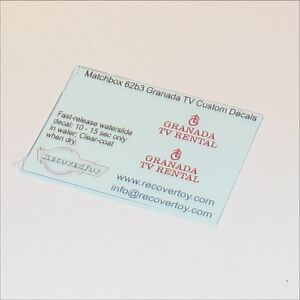 Matchbox 62b3 Granada TV Custom Decals
Fast-release waterslide
decal: 10 - 15 sec only
in water: Clear-coat
when dry.
GRANADA
TV RENTAL
GRANADA
TV RENTAL
RECOVERTOY
www.recovertoy.com
info@recovertoy.com